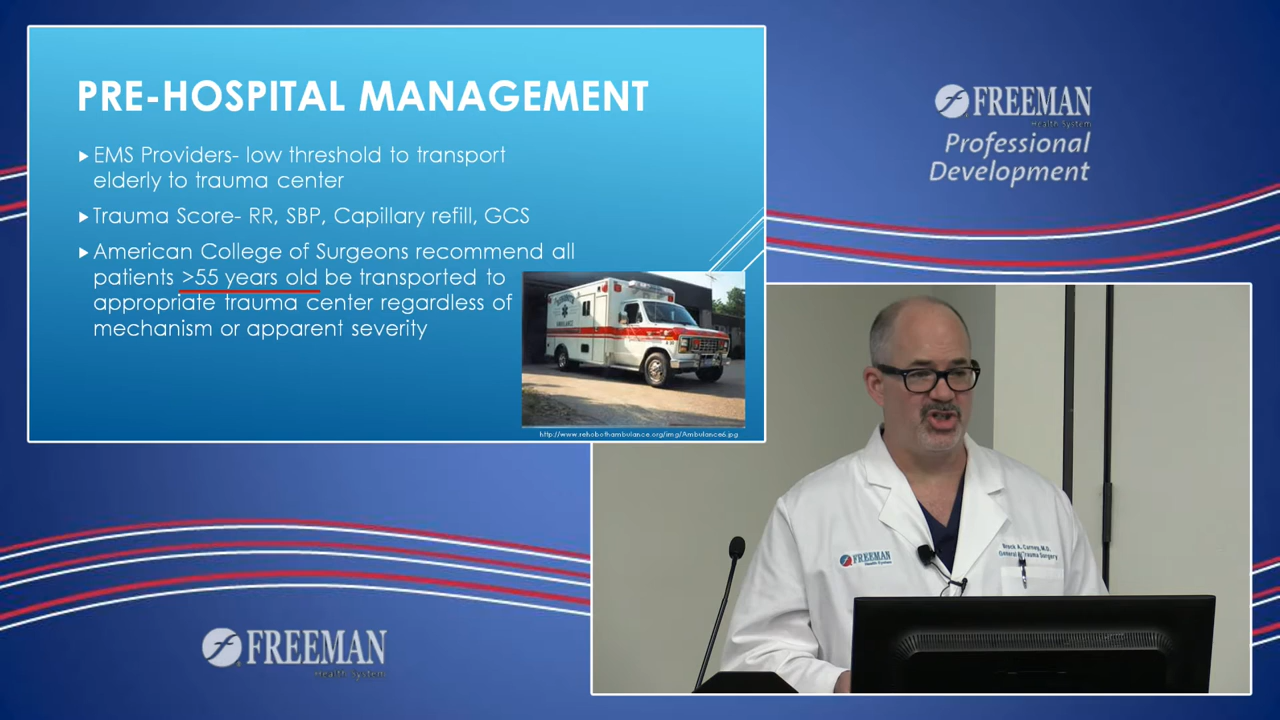 PRE-HOSPITAL MANAGEMENT
EMS Providers- low threshold to transport
elderly to trauma center
Trauma Score- RR, SBP, Capillary refill, GCS
American College of Surgeons recommend all
patients >55 years old be transported to
appropriate trauma center regardless of
mechanism or apparent severity
AMBULANCE
http://www.rehobothambulance.org/img/Ambulance6.jpg
FREEMAN
Health System
Professional
Development
FREEMAN
Health System
Brock A. Carney, M.D.
General & Trauma Surgery
FREEMAN
Health System